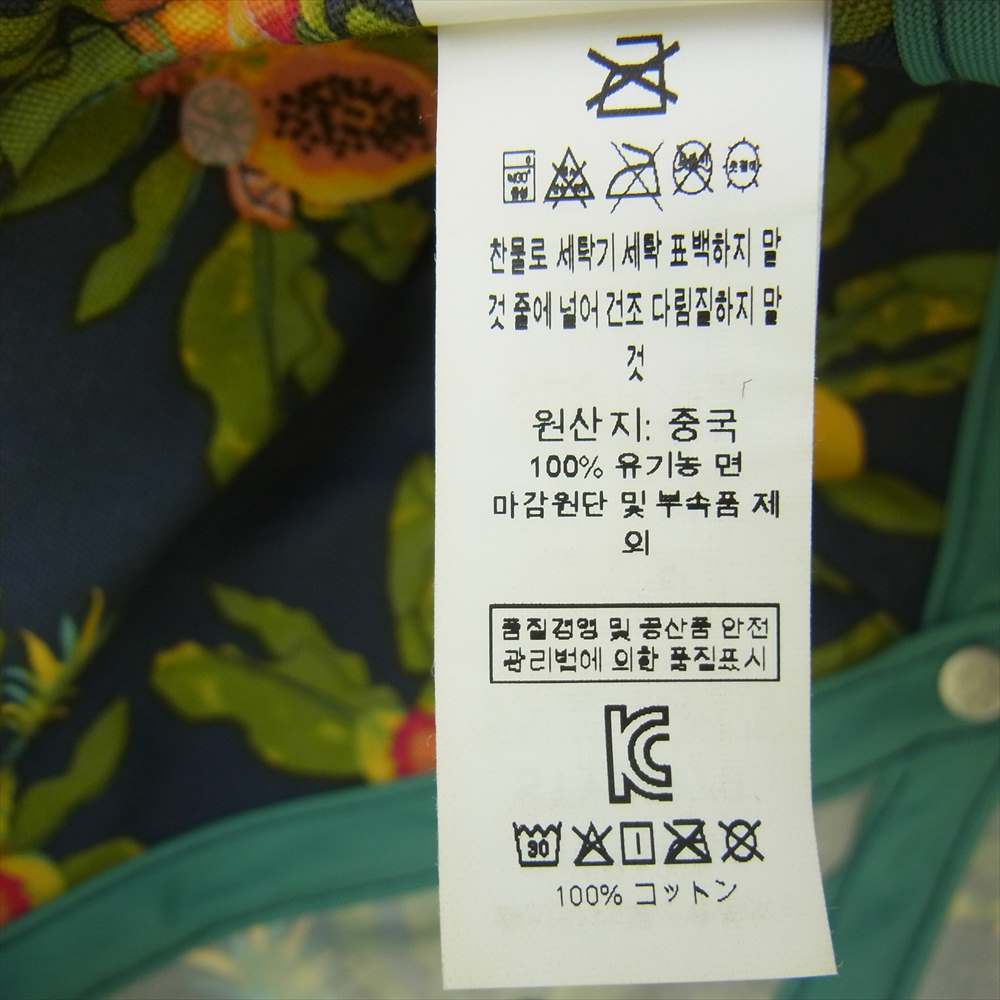 찬물로 세탁기 세탁 표백하지 말
것 줄에 널어 건조 다림질하지 말
것
원산지: 중국
100% 유기농 면
마감원단 및 부속품 제
외
품질경영 및 공산품 안전
관리법에 의한 품질표시
30
100% コットン